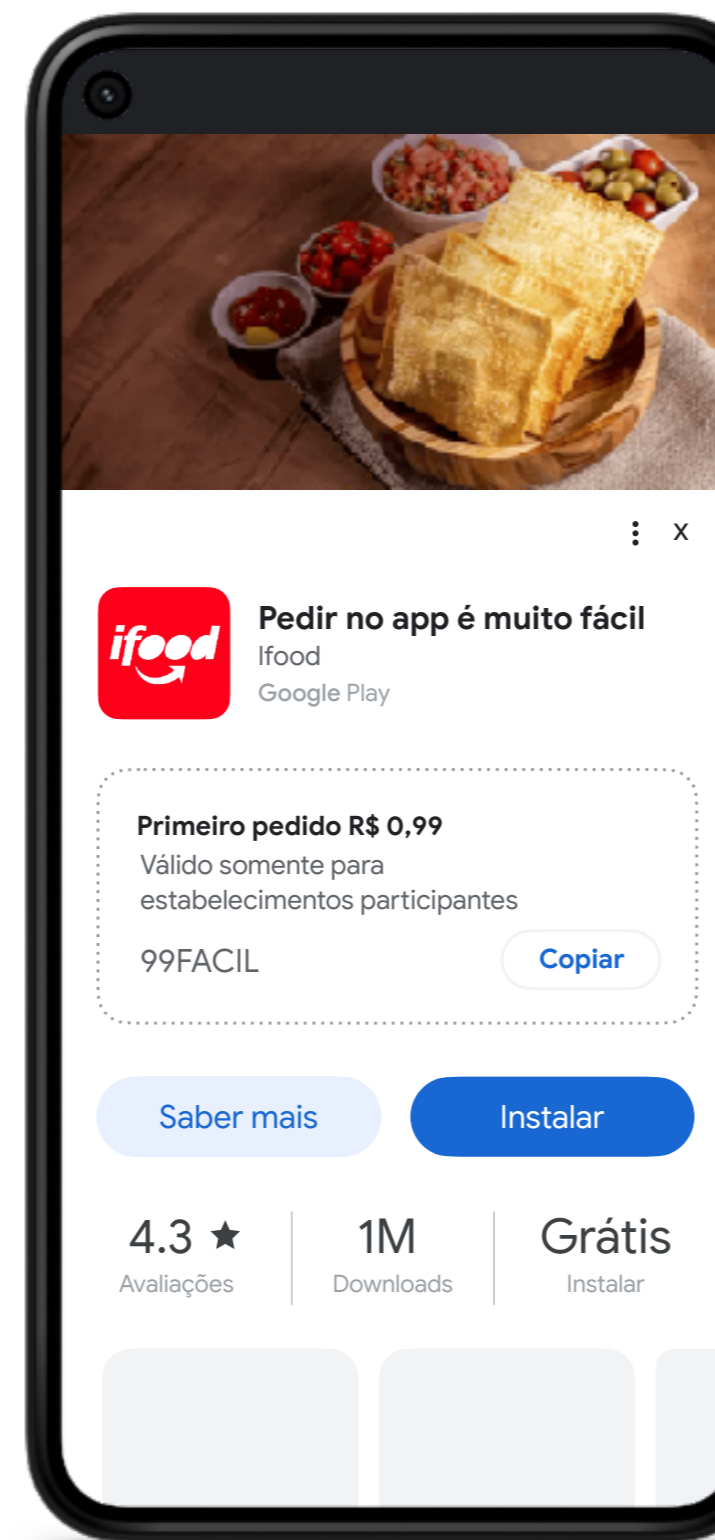 ifood
Pedir no app é muito fácil
Ifood
Google Play
Primeiro pedido R$ 0,99
Válido somente para
estabelecimentos participantes
99FACIL
Copiar
Saber mais
Instalar
4.3 ★
1M
Grátis
Avaliações
Downloads
Instalar